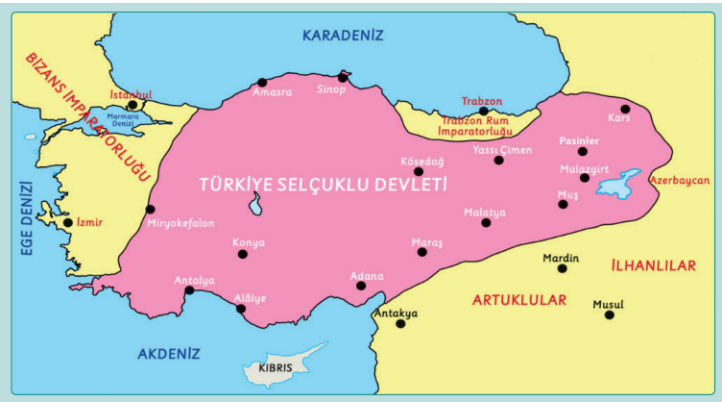 KARADENİZ
BİZANS İMPARATORLUĞU
İstanbul
Marmara
Denizi
Amasra
Sinop
Trabzon
Trabzon Rum
İmparatorluğu
Kars
Yassı Çimen
Pasinler
Köşedağ
Malazgirt
Azerbaycan
TÜRKİYE SELÇUKLU DEVLETİ
Muş
EGE DENİZİ
İzmir
Miryokefalon
Malatya
Konya
Maraş
Mardin
İLHANLILAR
Antalya
Adana
ARTUKLULAR
Alâiye
Antakya
Musul
AKDENİZ
KIBRIS